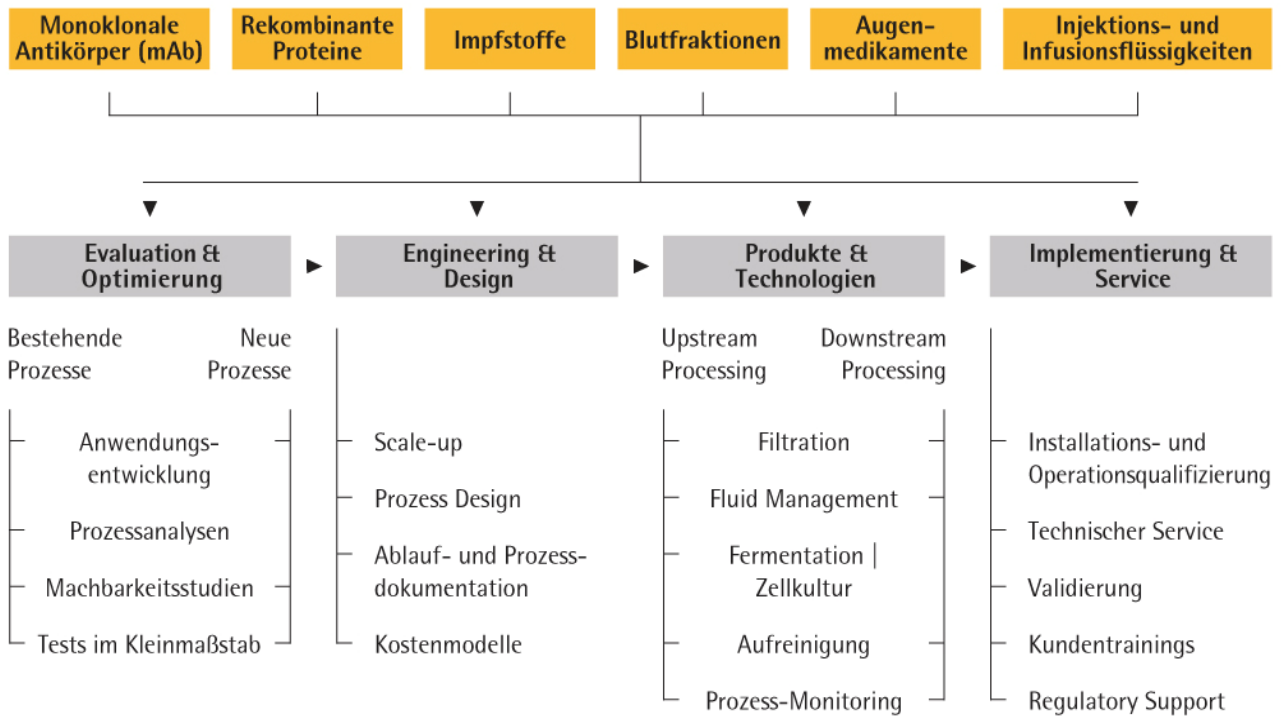 Monoklonale
Antikörper (mAb)
Rekombinante
Proteine
Impfstoffe
Blutfraktionen
Augen-
medikamente
Injektions- und
Infusionsflüssigkeiten
Evaluation &
Optimierung
Engineering &
Design
Produkte &
Technologien
Implementierung &
Service
Bestehende
Prozesse
Neue
Prozesse
Anwendungs-
entwicklung
Prozessanalysen
Machbarkeitsstudien
Tests im Kleinmaßstab
Scale-up
Prozess Design
Ablauf- und Prozess-
dokumentation
Kostenmodelle
Upstream
Processing
Downstream
Processing
Filtration
Fluid Management
Fermentation |
Zellkultur
Aufreinigung
Prozess-Monitoring
Installations- und
Operationsqualifizierung
Technischer Service
Validierung
Kundentrainings
Regulatory Support